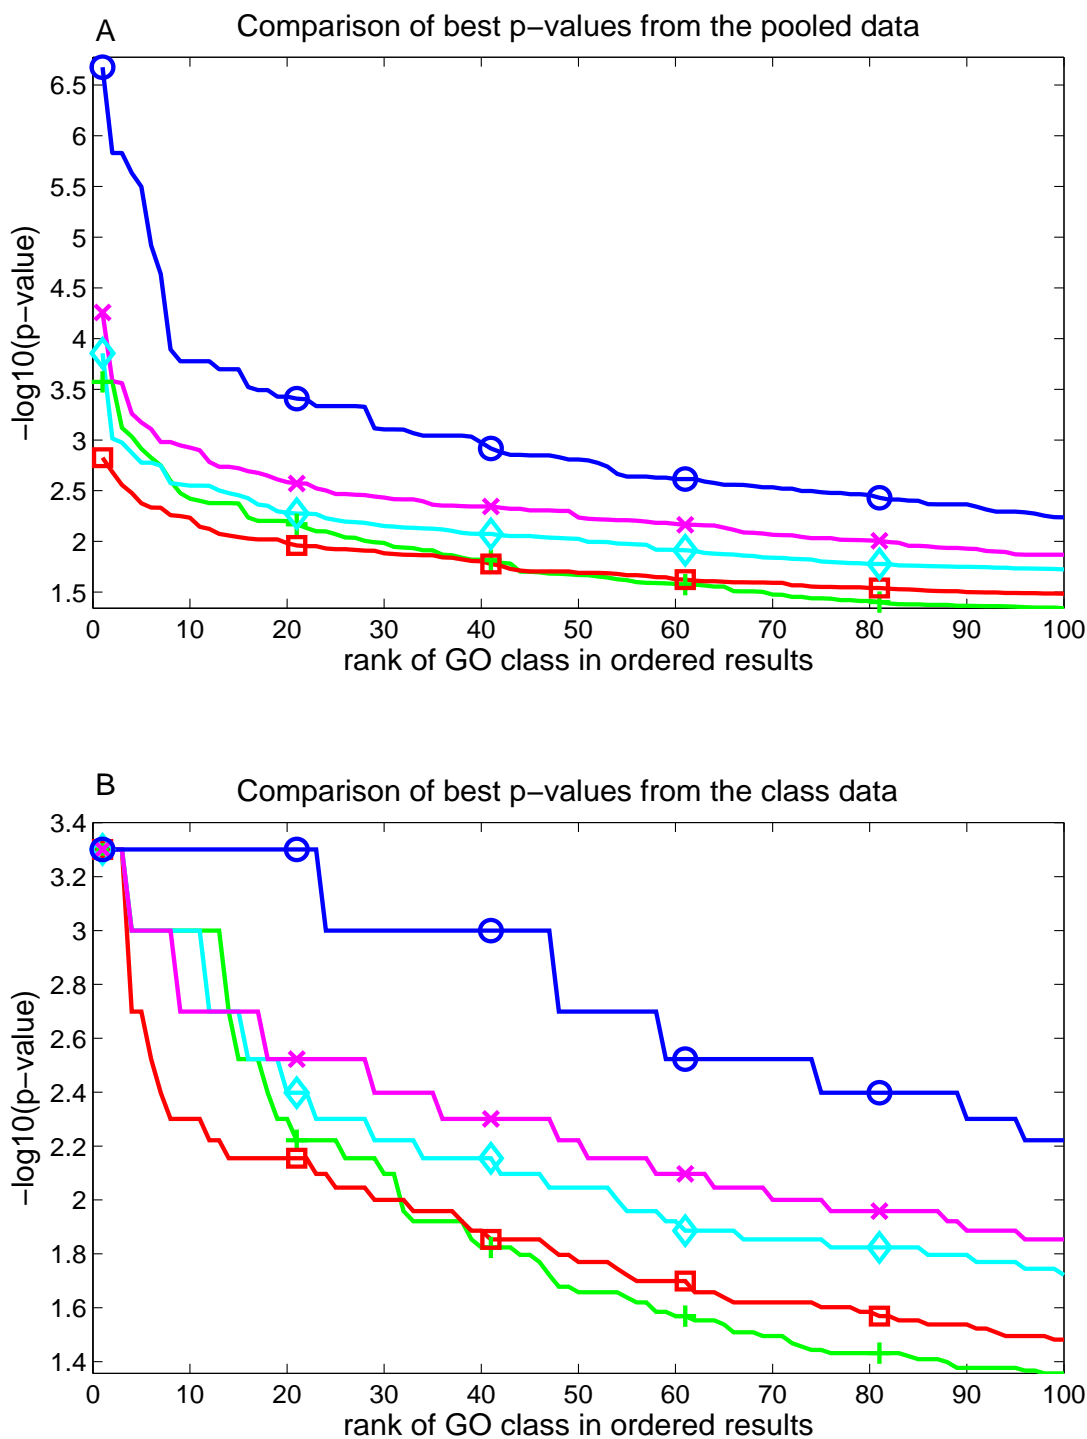 A
Comparison of best p−values from the pooled data
6.5
6
5.5
5
4.5
4
3.5
3
2.5
2
1.5
−log10(p−value)
0 10 20 30 40 50 60 70 80 90 100
rank of GO class in ordered results
B
Comparison of best p−values from the class data
3.4
3.2
3
2.8
2.6
2.4
2.2
2
1.8
1.6
1.4
−log10(p−value)
0 10 20 30 40 50 60 70 80 90 100
rank of GO class in ordered results